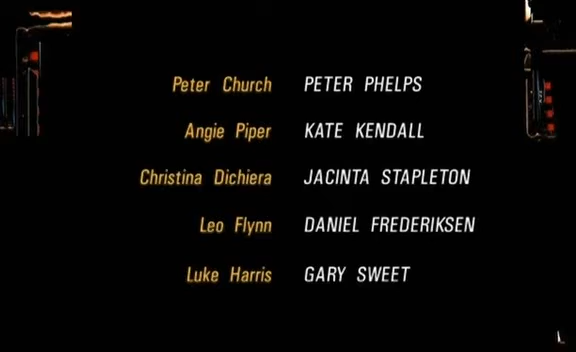 Peter Church PETER PHELPS
Angie Piper KATE KENDALL
Christina Dichiera JACINTA STAPLETON
Leo Flynn DANIEL FREDERIKSEN
Luke Harris GARY SWEET